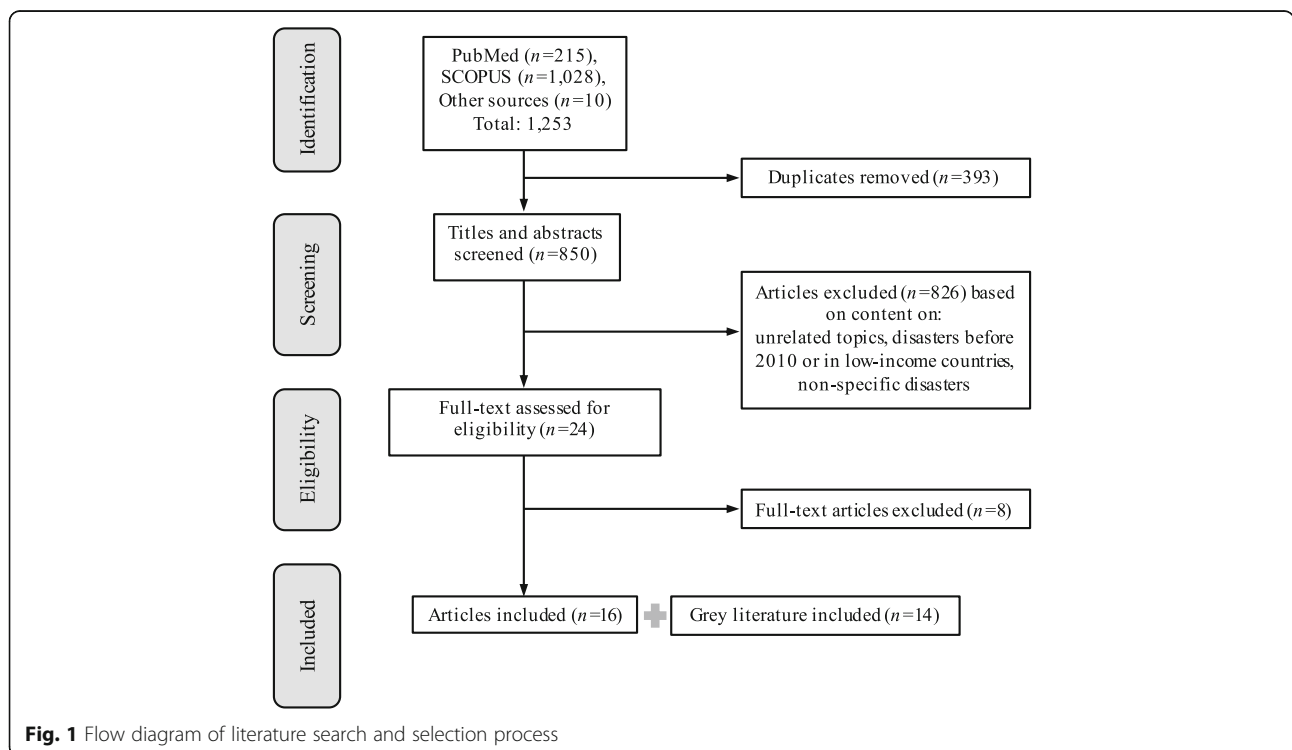 Identification
PubMed (n=215),
SCOPUS (n=1,028),
Other sources (n=10)
Total: 1,253
Duplicates removed (n=393)
Screening
Titles and abstracts
screened (n=850)
Articles excluded (n=826) based
on content on:
unrelated topics, disasters before
2010 or in low-income countries,
non-specific disasters
Eligibility
Full-text assessed for
eligibility (n=24)
Full-text articles excluded (n=8)
Included
Articles included (n=16)
Grey literature included (n=14)
Fig. 1 Flow diagram of literature search and selection process